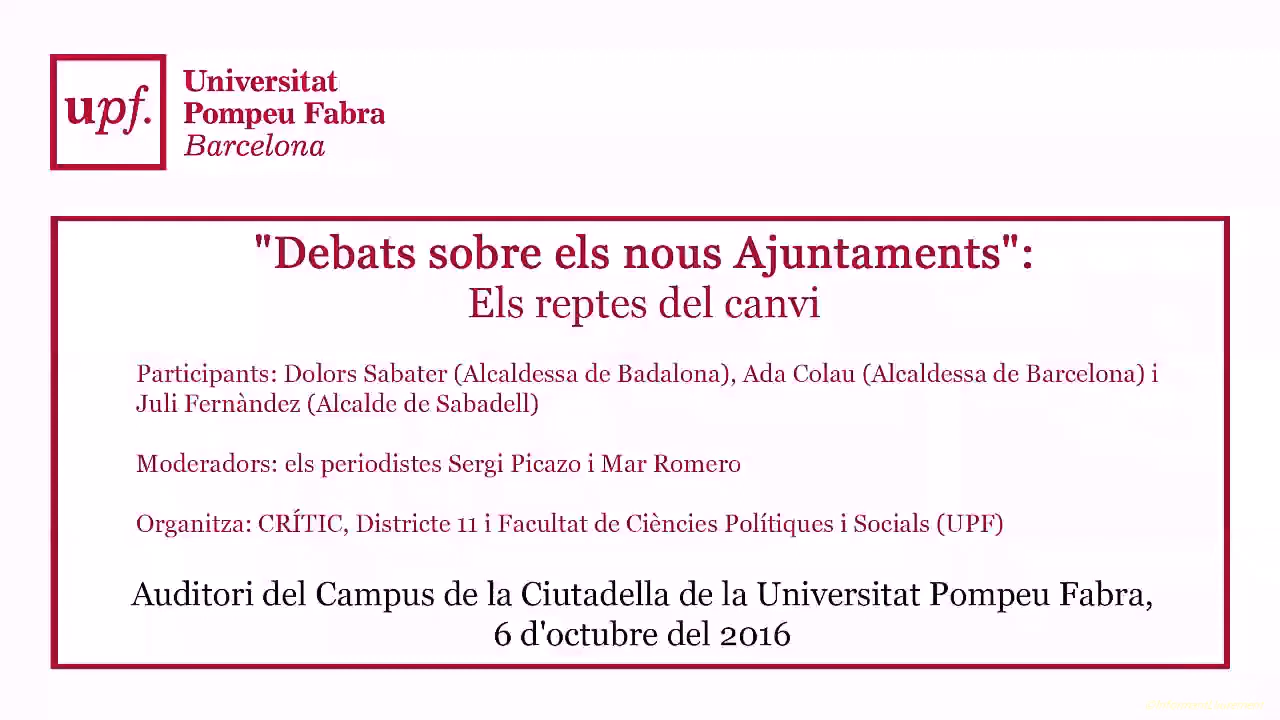 upf.
Universitat
Pompeu Fabra
Barcelona
"Debats sobre els nous Ajuntaments":
Els reptes del canvi
Participants: Dolors Sabater (Alcaldessa de Badalona), Ada Colau (Alcaldessa de Barcelona) i
Juli Fernàndez (Alcalde de Sabadell)
Moderadors: els periodistes Sergi Picazo i Mar Romero
Organitza: CRÍTIC, Districte 11 i Facultat de Ciències Polítiques i Socials (UPF)
Auditori del Campus de la Ciutadella de la Universitat Pompeu Fabra,
6 d'octubre del 2016